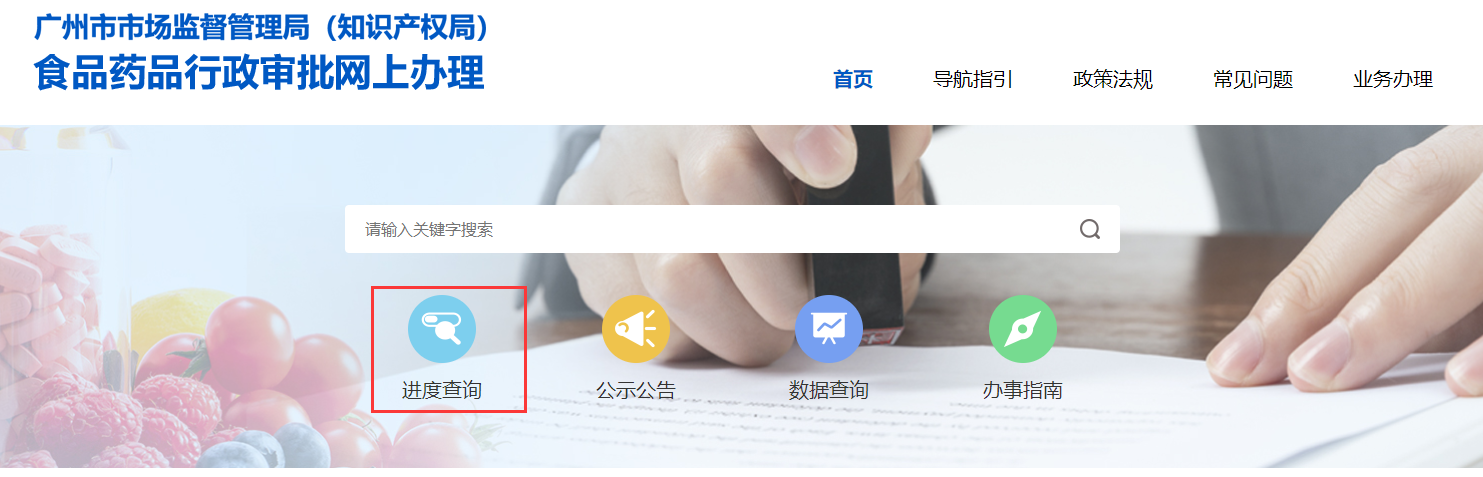 广州市市场监督管理局（知识产权局）
食品药品行政审批网上办理
首页 导航指引 政策法规 常见问题 业务办理
请输入关键字搜索
进度查询 公示公告 数据查询 办事指南